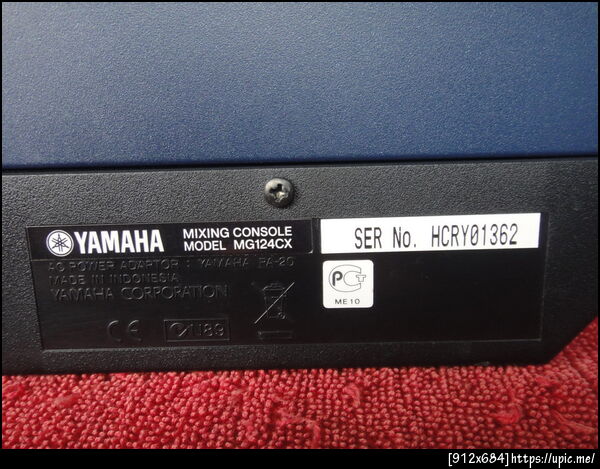 YAMAHA
MIXING CONSOLE
MODEL MG124CX
SER No. HCRY01362
AC POWER ADAPTOR : YAMAHA PA-20
MADE IN INDONESIA
YAMAHA CORPORATION
CE
N89
PCT
ME10
[912x684]https://upic.me/